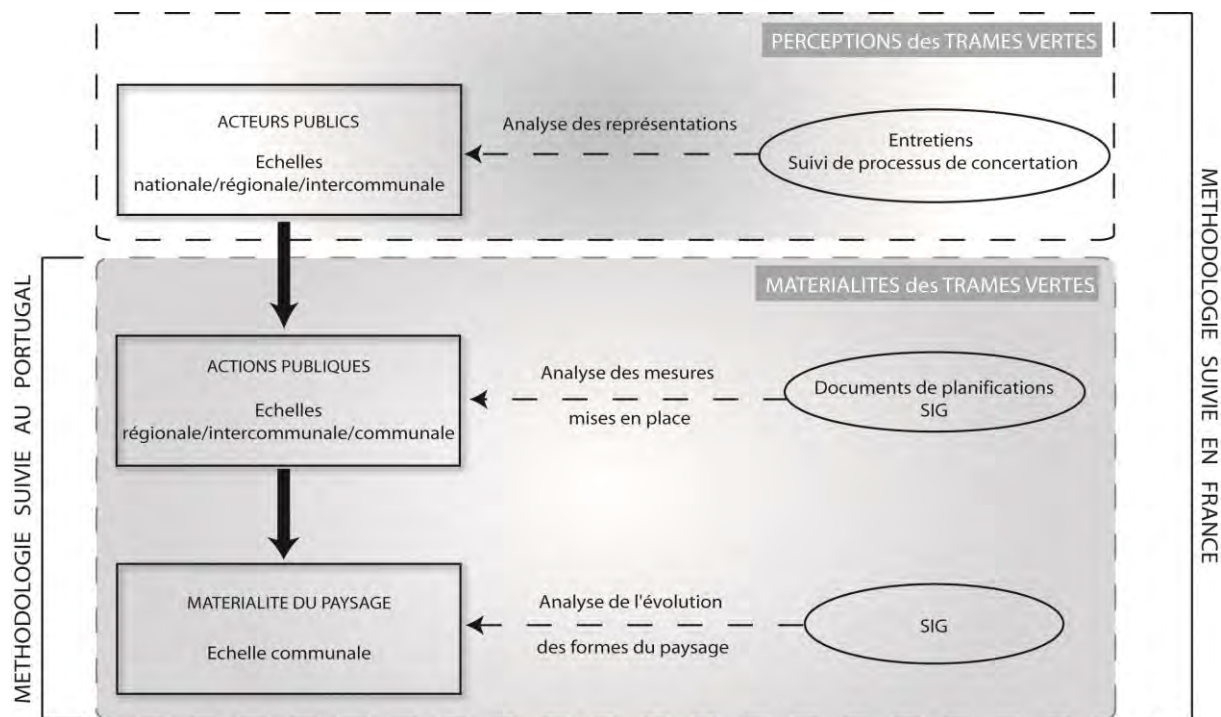 PERCEPTIONS des TRAMES VERTES
ACTEURS PUBLICS
Echelles
nationale/régionale/intercommunale
Analyse des représentations
Entretiens
Suivi de processus de concertation
MATERIALITES des TRAMES VERTES
ACTIONS PUBLIQUES
Echelles
régionale/intercommunale/communale
Analyse des mesures
mises en place
Documents de planifications
SIG
MATERIALITE DU PAYSAGE
Echelle communale
Analyse de l'évolution
des formes du paysage
SIG
METHODOLOGIE SUIVIE AU PORTUGAL
METHODOLOGIE SUIVIE EN FRANCE